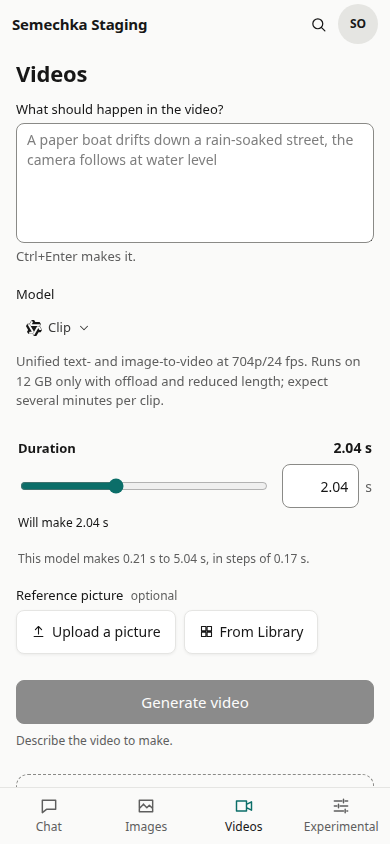 Semechka Staging
SO
Videos
What should happen in the video?
A paper boat drifts down a rain-soaked street, the
camera follows at water level
Ctrl+Enter makes it.
Model
Clip
Unified text- and image-to-video at 704p/24 fps. Runs on
12 GB only with offload and reduced length; expect
several minutes per clip.
Duration
2.04 s
2.04 s
Will make 2.04 s
This model makes 0.21 s to 5.04 s, in steps of 0.17 s.
Reference picture optional
Upload a picture
From Library
Generate video
Describe the video to make.
Chat
Images
Videos
Experimental